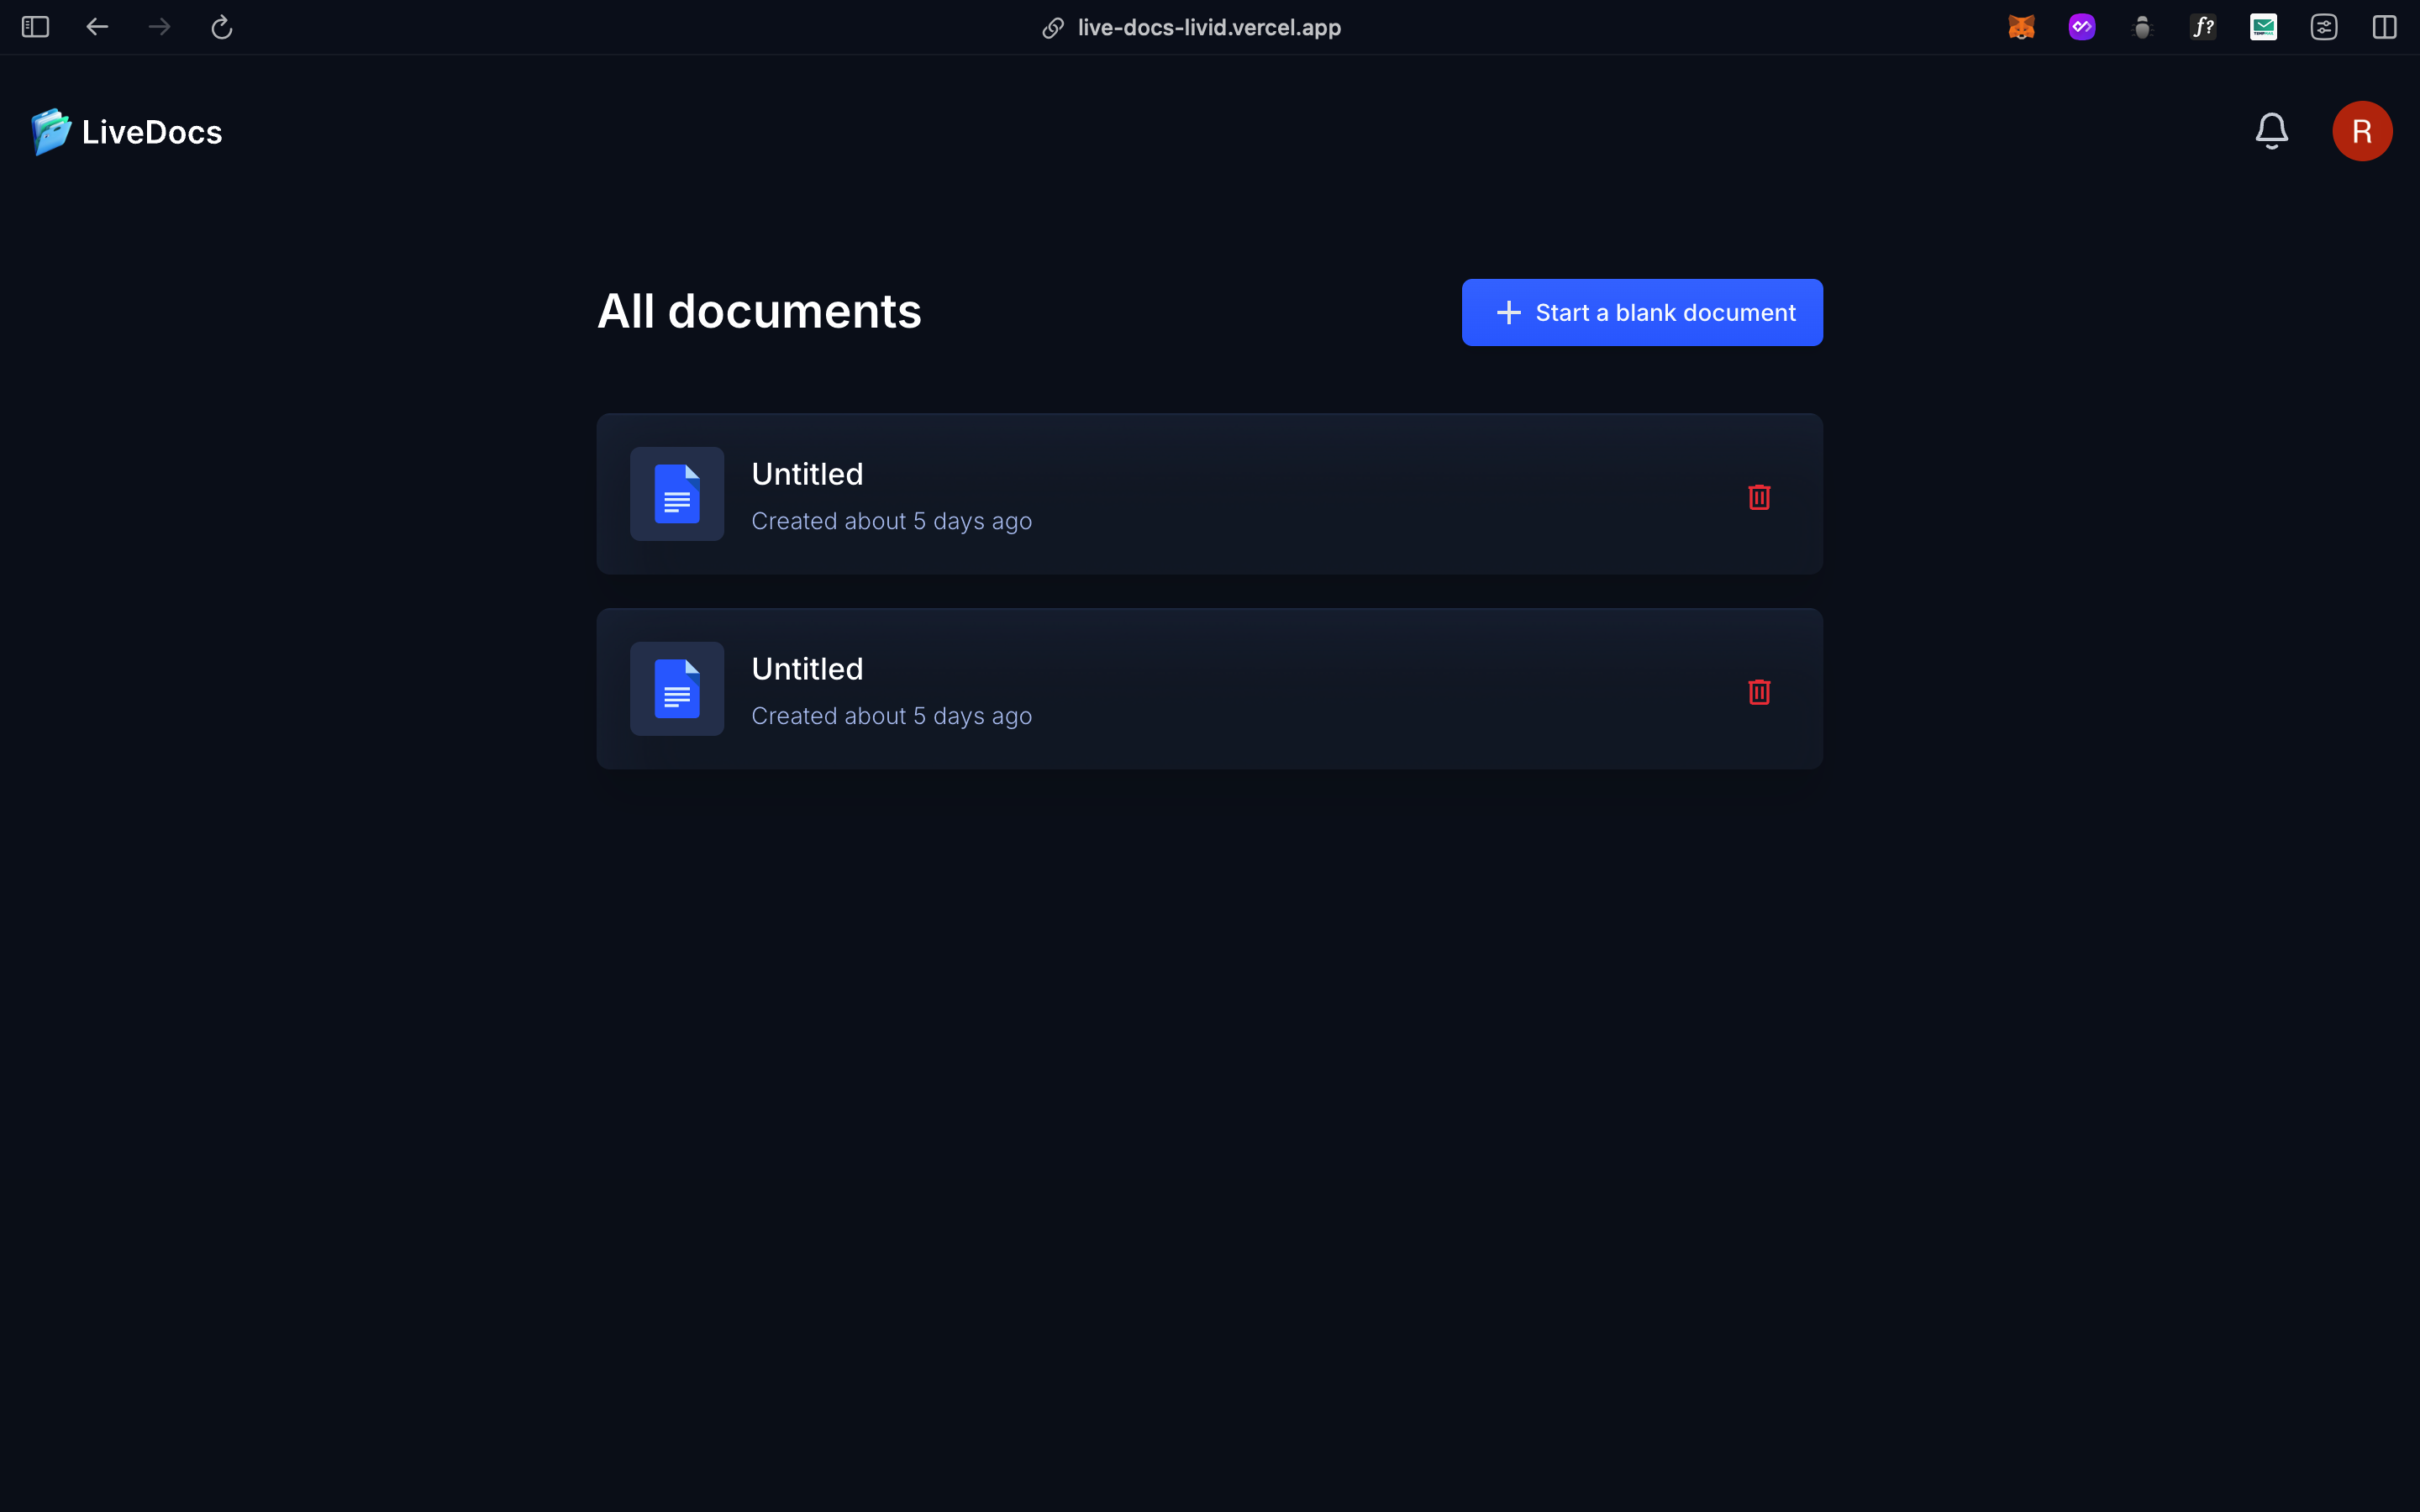 live-docs-livid.vercel.app
f?
LiveDocs
R
All documents
Start a blank document
Untitled
Created about 5 days ago
Untitled
Created about 5 days ago